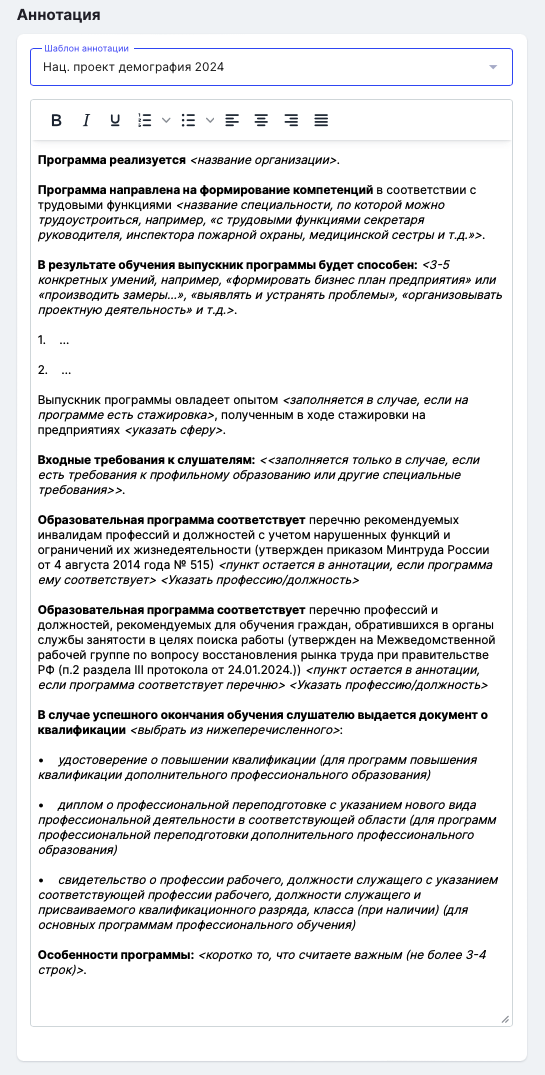 Аннотация
Шаблон аннотации
Нац. проект демография 2024
B I U
Программа реализуется <название организации>.
Программа направлена на формирование компетенций в соответствии с
трудовыми функциями <название специальности, по которой можно
трудоустроиться, например, «с трудовыми функциями секретаря
руководителя, инспектора пожарной охраны, медицинской сестры и т.д.»>.
В результате обучения выпускник программы будет способен: <3-5
конкретных умений, например, «формировать бизнес план предприятия» или
«производить замеры...», «выявлять и устранять проблемы», «организовывать
проектную деятельность» и т.д.>.
1. ...
2. ...
Выпускник программы овладеет опытом <заполняется в случае, если на
программе есть стажировка>, полученным в ходе стажировки на
предприятиях <указать сферу>.
Входные требования к слушателям: <<заполняется только в случае, если
есть требования к профильному образованию или другие специальные
требования>>.
Образовательная программа соответствует перечню рекомендуемых
инвалидам профессий и должностей с учетом нарушенных функций и
ограничений их жизнедеятельности (утвержден приказом Минтруда России
от 4 августа 2014 года № 515) <пункт остается в аннотации, если программа
ему соответствует> <Указать профессию/должность>
Образовательная программа соответствует перечню профессий и
должностей, рекомендуемых для обучения граждан, обратившихся в органы
службы занятости в целях поиска работы (утвержден на Межведомственной
рабочей группе по вопросу восстановления рынка труда при правительстве
РФ (п.2 раздела III протокола от 24.01.2024.)) <пункт остается в аннотации,
если программа соответствует перечню> <Указать профессию/должность>
В случае успешного окончания обучения слушателю выдается документ о
квалификации <выбрать из нижеперечисленного>:
• удостоверение о повышении квалификации (для программ повышения
квалификации дополнительного профессионального образования)
• диплом о профессиональной переподготовке с указанием нового вида
профессиональной деятельности в соответствующей области (для программ
профессиональной переподготовки дополнительного профессионального
образования)
• свидетельство о профессии рабочего, должности служащего с указанием
соответствующей профессии рабочего, должности служащего и
присваиваемого квалификационного разряда, класса (при наличии) (для
основных программам профессионального обучения)
Особенности программы: <коротко то, что считаете важным (не более 3-4
строк)>.